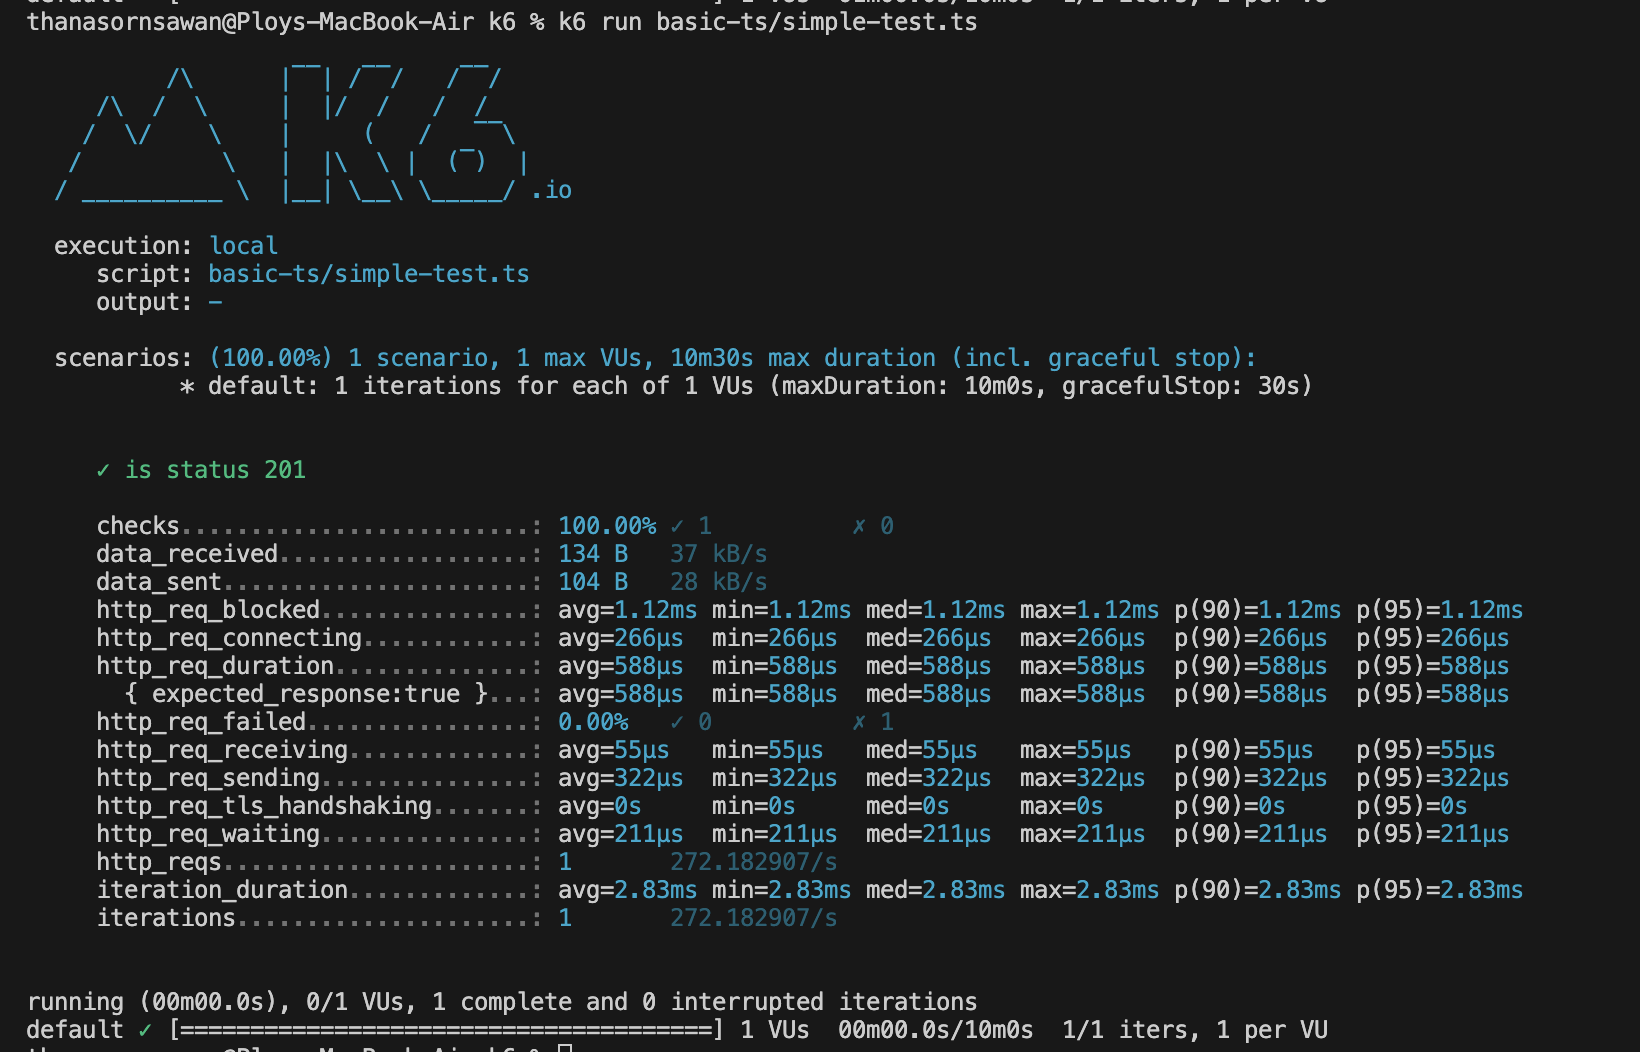 thanasornsawan@Ploys-MacBook-Air k6 % k6 run basic-ts/simple-test.ts
.io
execution: local
script: basic-ts/simple-test.ts
output: -
scenarios: (100.00%) 1 scenario, 1 max VUs, 10m30s max duration (incl. graceful stop):
* default: 1 iterations for each of 1 VUs (maxDuration: 10m0s, gracefulStop: 30s)
✓ is status 201
checks.........................: 100.00% ✓ 1 ✗ 0
data_received..................: 134 B 37 kB/s
data_sent......................: 104 B 28 kB/s
http_req_blocked...............: avg=1.12ms min=1.12ms med=1.12ms max=1.12ms p(90)=1.12ms p(95)=1.12ms
http_req_connecting............: avg=266µs min=266µs med=266µs max=266µs p(90)=266µs p(95)=266µs
http_req_duration..............: avg=588µs min=588µs med=588µs max=588µs p(90)=588µs p(95)=588µs
{ expected_response:true }...: avg=588µs min=588µs med=588µs max=588µs p(90)=588µs p(95)=588µs
http_req_failed................: 0.00% ✓ 0 ✗ 1
http_req_receiving.............: avg=55µs min=55µs med=55µs max=55µs p(90)=55µs p(95)=55µs
http_req_sending...............: avg=322µs min=322µs med=322µs max=322µs p(90)=322µs p(95)=322µs
http_req_tls_handshaking.......: avg=0s min=0s med=0s max=0s p(90)=0s p(95)=0s
http_req_waiting...............: avg=211µs min=211µs med=211µs max=211µs p(90)=211µs p(95)=211µs
http_reqs......................: 1 272.182907/s
iteration_duration.............: avg=2.83ms min=2.83ms med=2.83ms max=2.83ms p(90)=2.83ms p(95)=2.83ms
iterations.....................: 1 272.182907/s
running (00m00.0s), 0/1 VUs, 1 complete and 0 interrupted iterations
default ✓ [======================================] 1 VUs 00m00.0s/10m0s 1/1 iters, 1 per VU